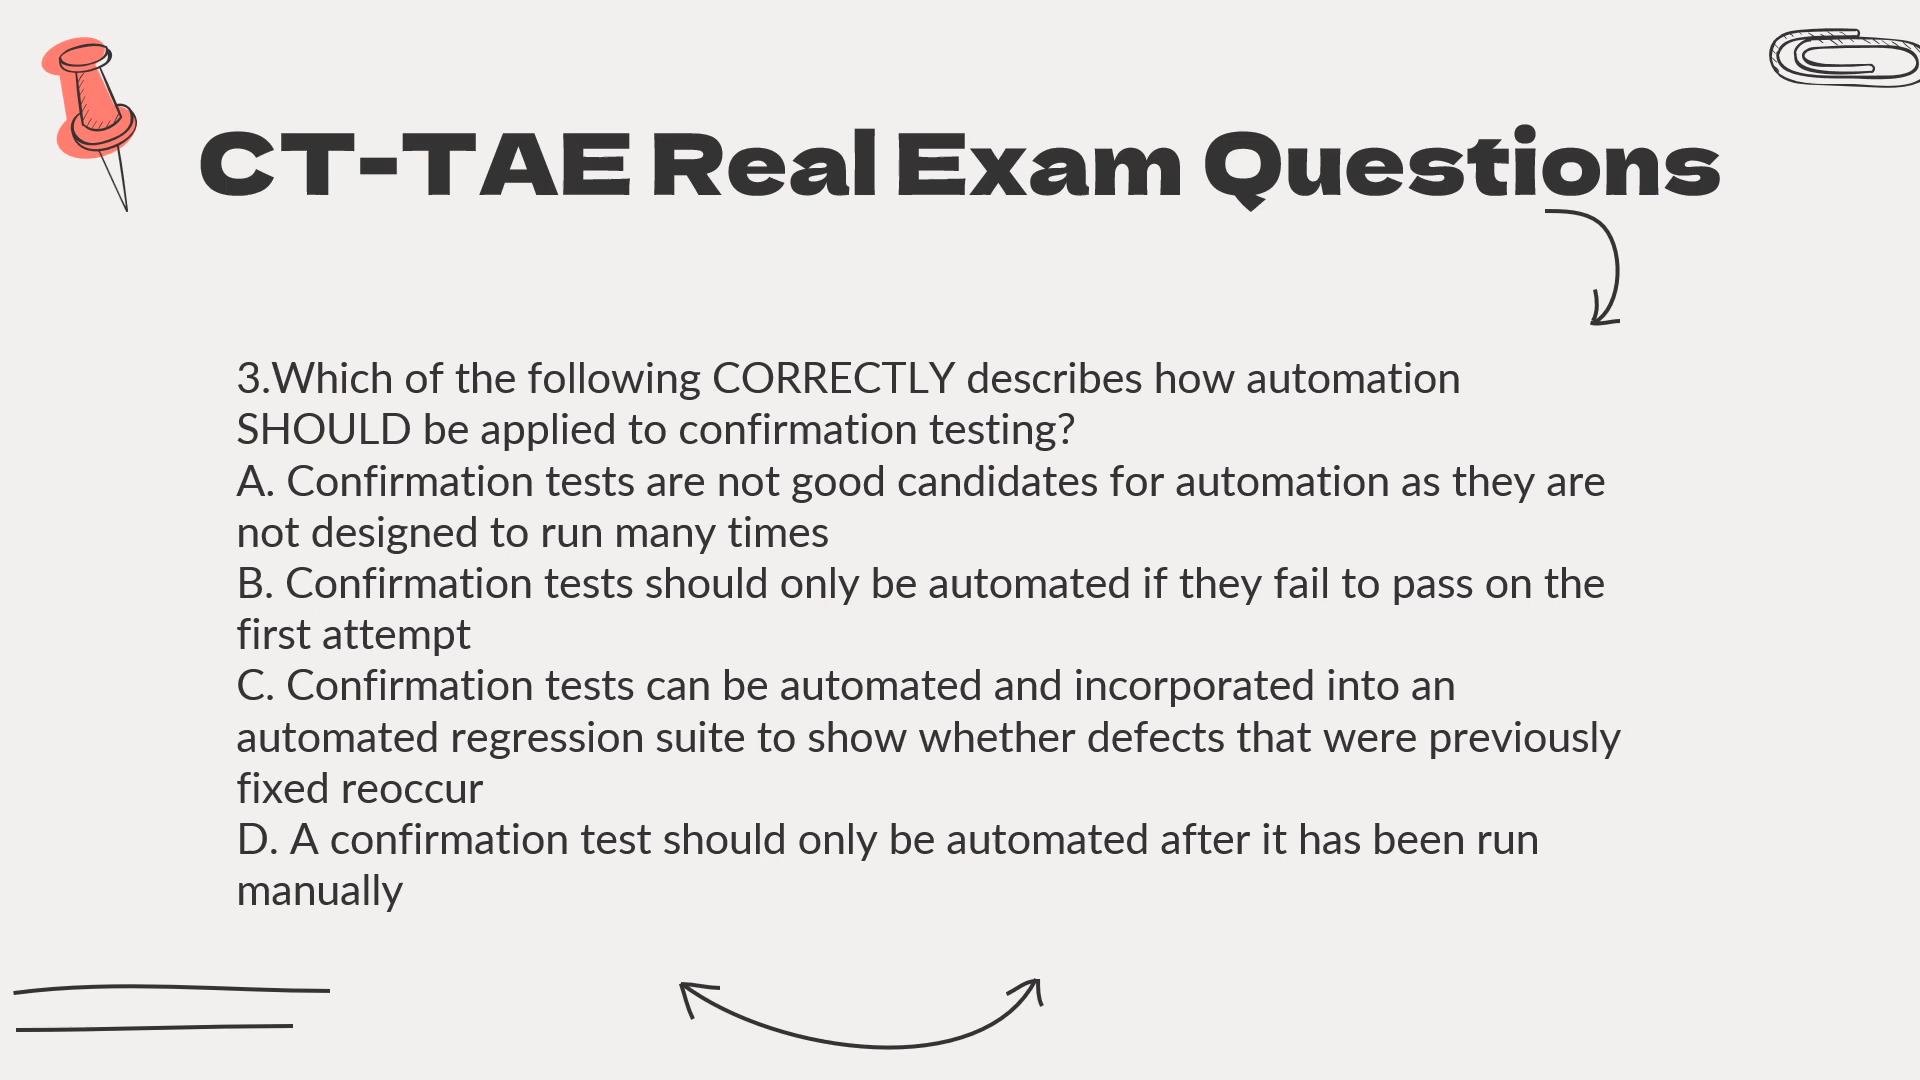 CT-TAE Real Exam Questions
3.Which of the following CORRECTLY describes how automation
SHOULD be applied to confirmation testing?
A. Confirmation tests are not good candidates for automation as they are
not designed to run many times
B. Confirmation tests should only be automated if they fail to pass on the
first attempt
C. Confirmation tests can be automated and incorporated into an
automated regression suite to show whether defects that were previously
fixed reoccur
D. A confirmation test should only be automated after it has been run
manually